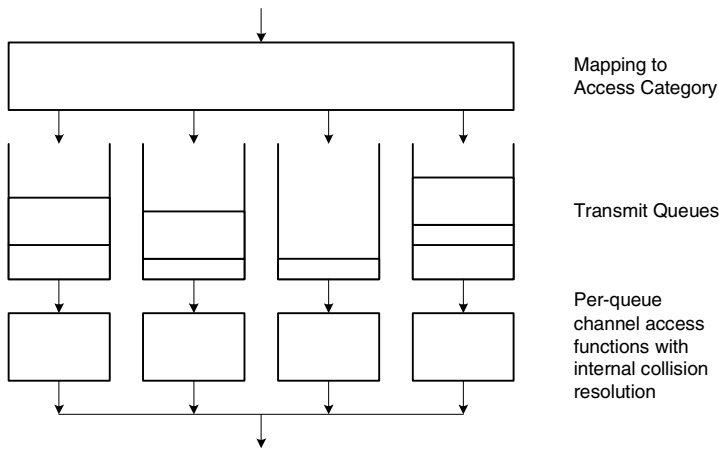 Mapping to
Access Category
Transmit Queues
Per-queue
channel access
functions with
internal collision
resolution